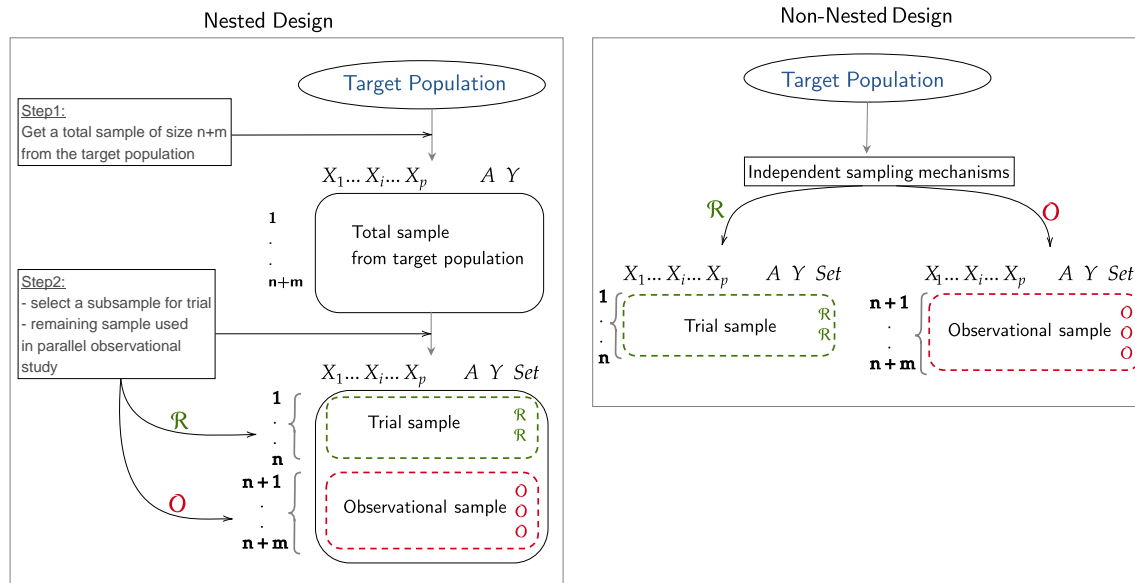 Nested Design
Target Population
Step1:
Get a total sample of size n+m
from the target population
X₁... Xᵢ... Xₚ A Y
1
.
.
n+m
Total sample
from target population
Step2:
- select a subsample for trial
- remaining sample used
in parallel observational
study
X₁... Xᵢ... Xₚ A Y Set
ℛ
1
.
.
n
Trial sample
ℛ
ℛ
O
n+1
.
.
n+m
Observational sample
O
O
O
Non-Nested Design
Target Population
Independent sampling mechanisms
ℛ
O
X₁... Xᵢ... Xₚ A Y Set
1
.
.
n
Trial sample
ℛ
ℛ
X₁... Xᵢ... Xₚ A Y Set
n+1
.
.
n+m
Observational sample
O
O
O